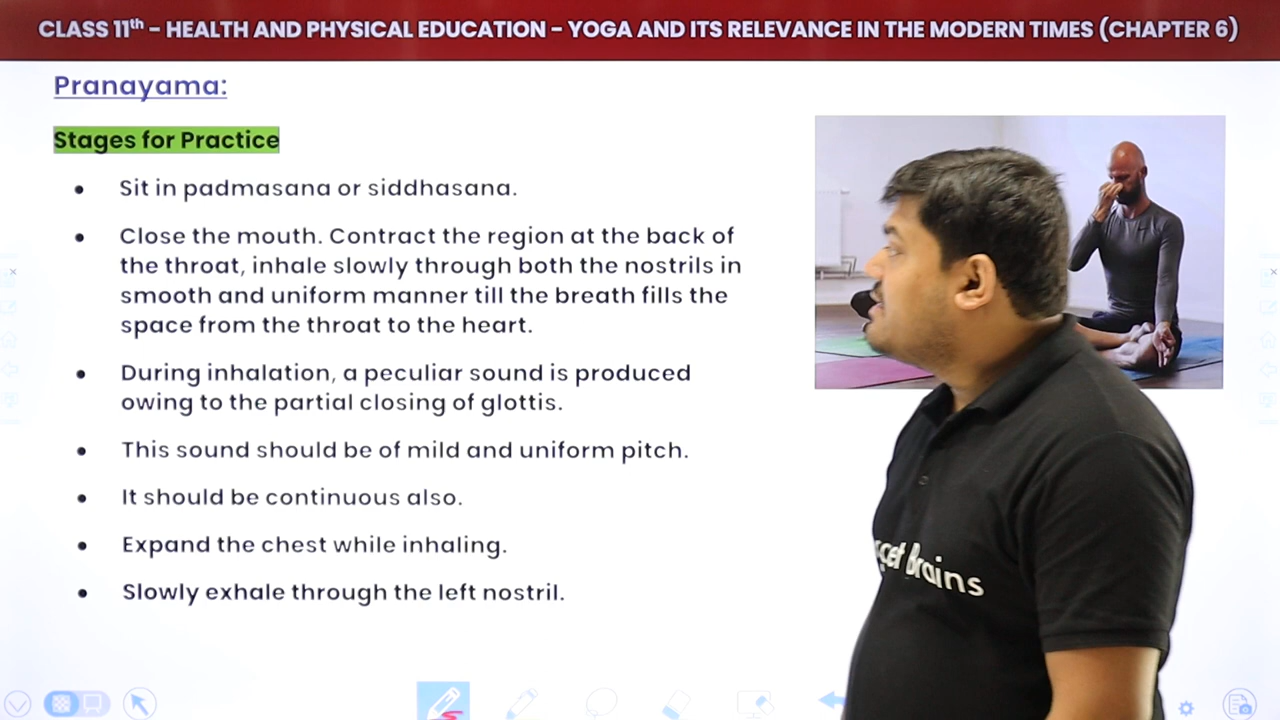 CLASS 11th – HEALTH AND PHYSICAL EDUCATION – YOGA AND ITS RELEVANCE IN THE MODERN TIMES (CHAPTER 6)
Pranayama:
Stages for Practice
• Sit in padmasana or siddhasana.
• Close the mouth. Contract the region at the back of
the throat, inhale slowly through both the nostrils in
smooth and uniform manner till the breath fills the
space from the throat to the heart.
• During inhalation, a peculiar sound is produced
owing to the partial closing of glottis.
• This sound should be of mild and uniform pitch.
• It should be continuous also.
• Expand the chest while inhaling.
• Slowly exhale through the left nostril.
Brains